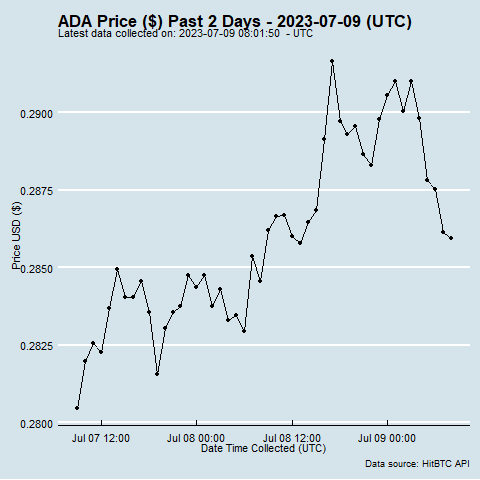 ADA Price ($) Past 2 Days - 2023-07-09 (UTC)
Latest data collected on: 2023-07-09 08:01:50 - UTC
Price USD ($)
0.2900
0.2875
0.2850
0.2825
0.2800
Jul 07 12:00
Jul 08 00:00
Jul 08 12:00
Jul 09 00:00
Date Time Collected (UTC)
Data source: HitBTC API